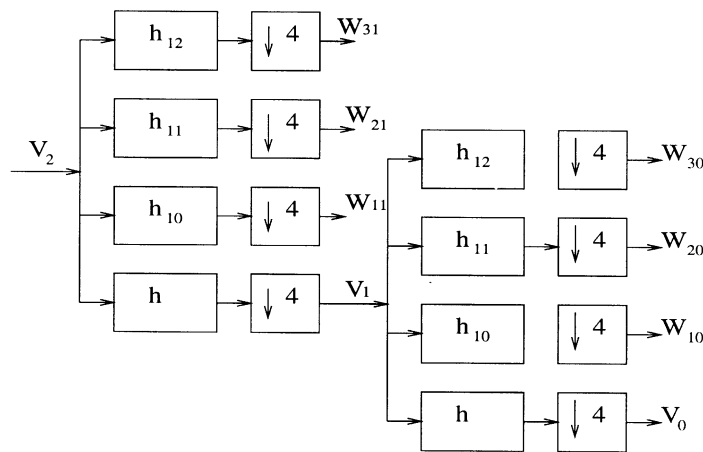 h12 ↓ 4 W31
h11 ↓ 4 W21
V2
h10 ↓ 4 W11
h ↓ 4 V1
h12 ↓ 4 W30
h11 ↓ 4 W20
h10 ↓ 4 W10
h ↓ 4 V0